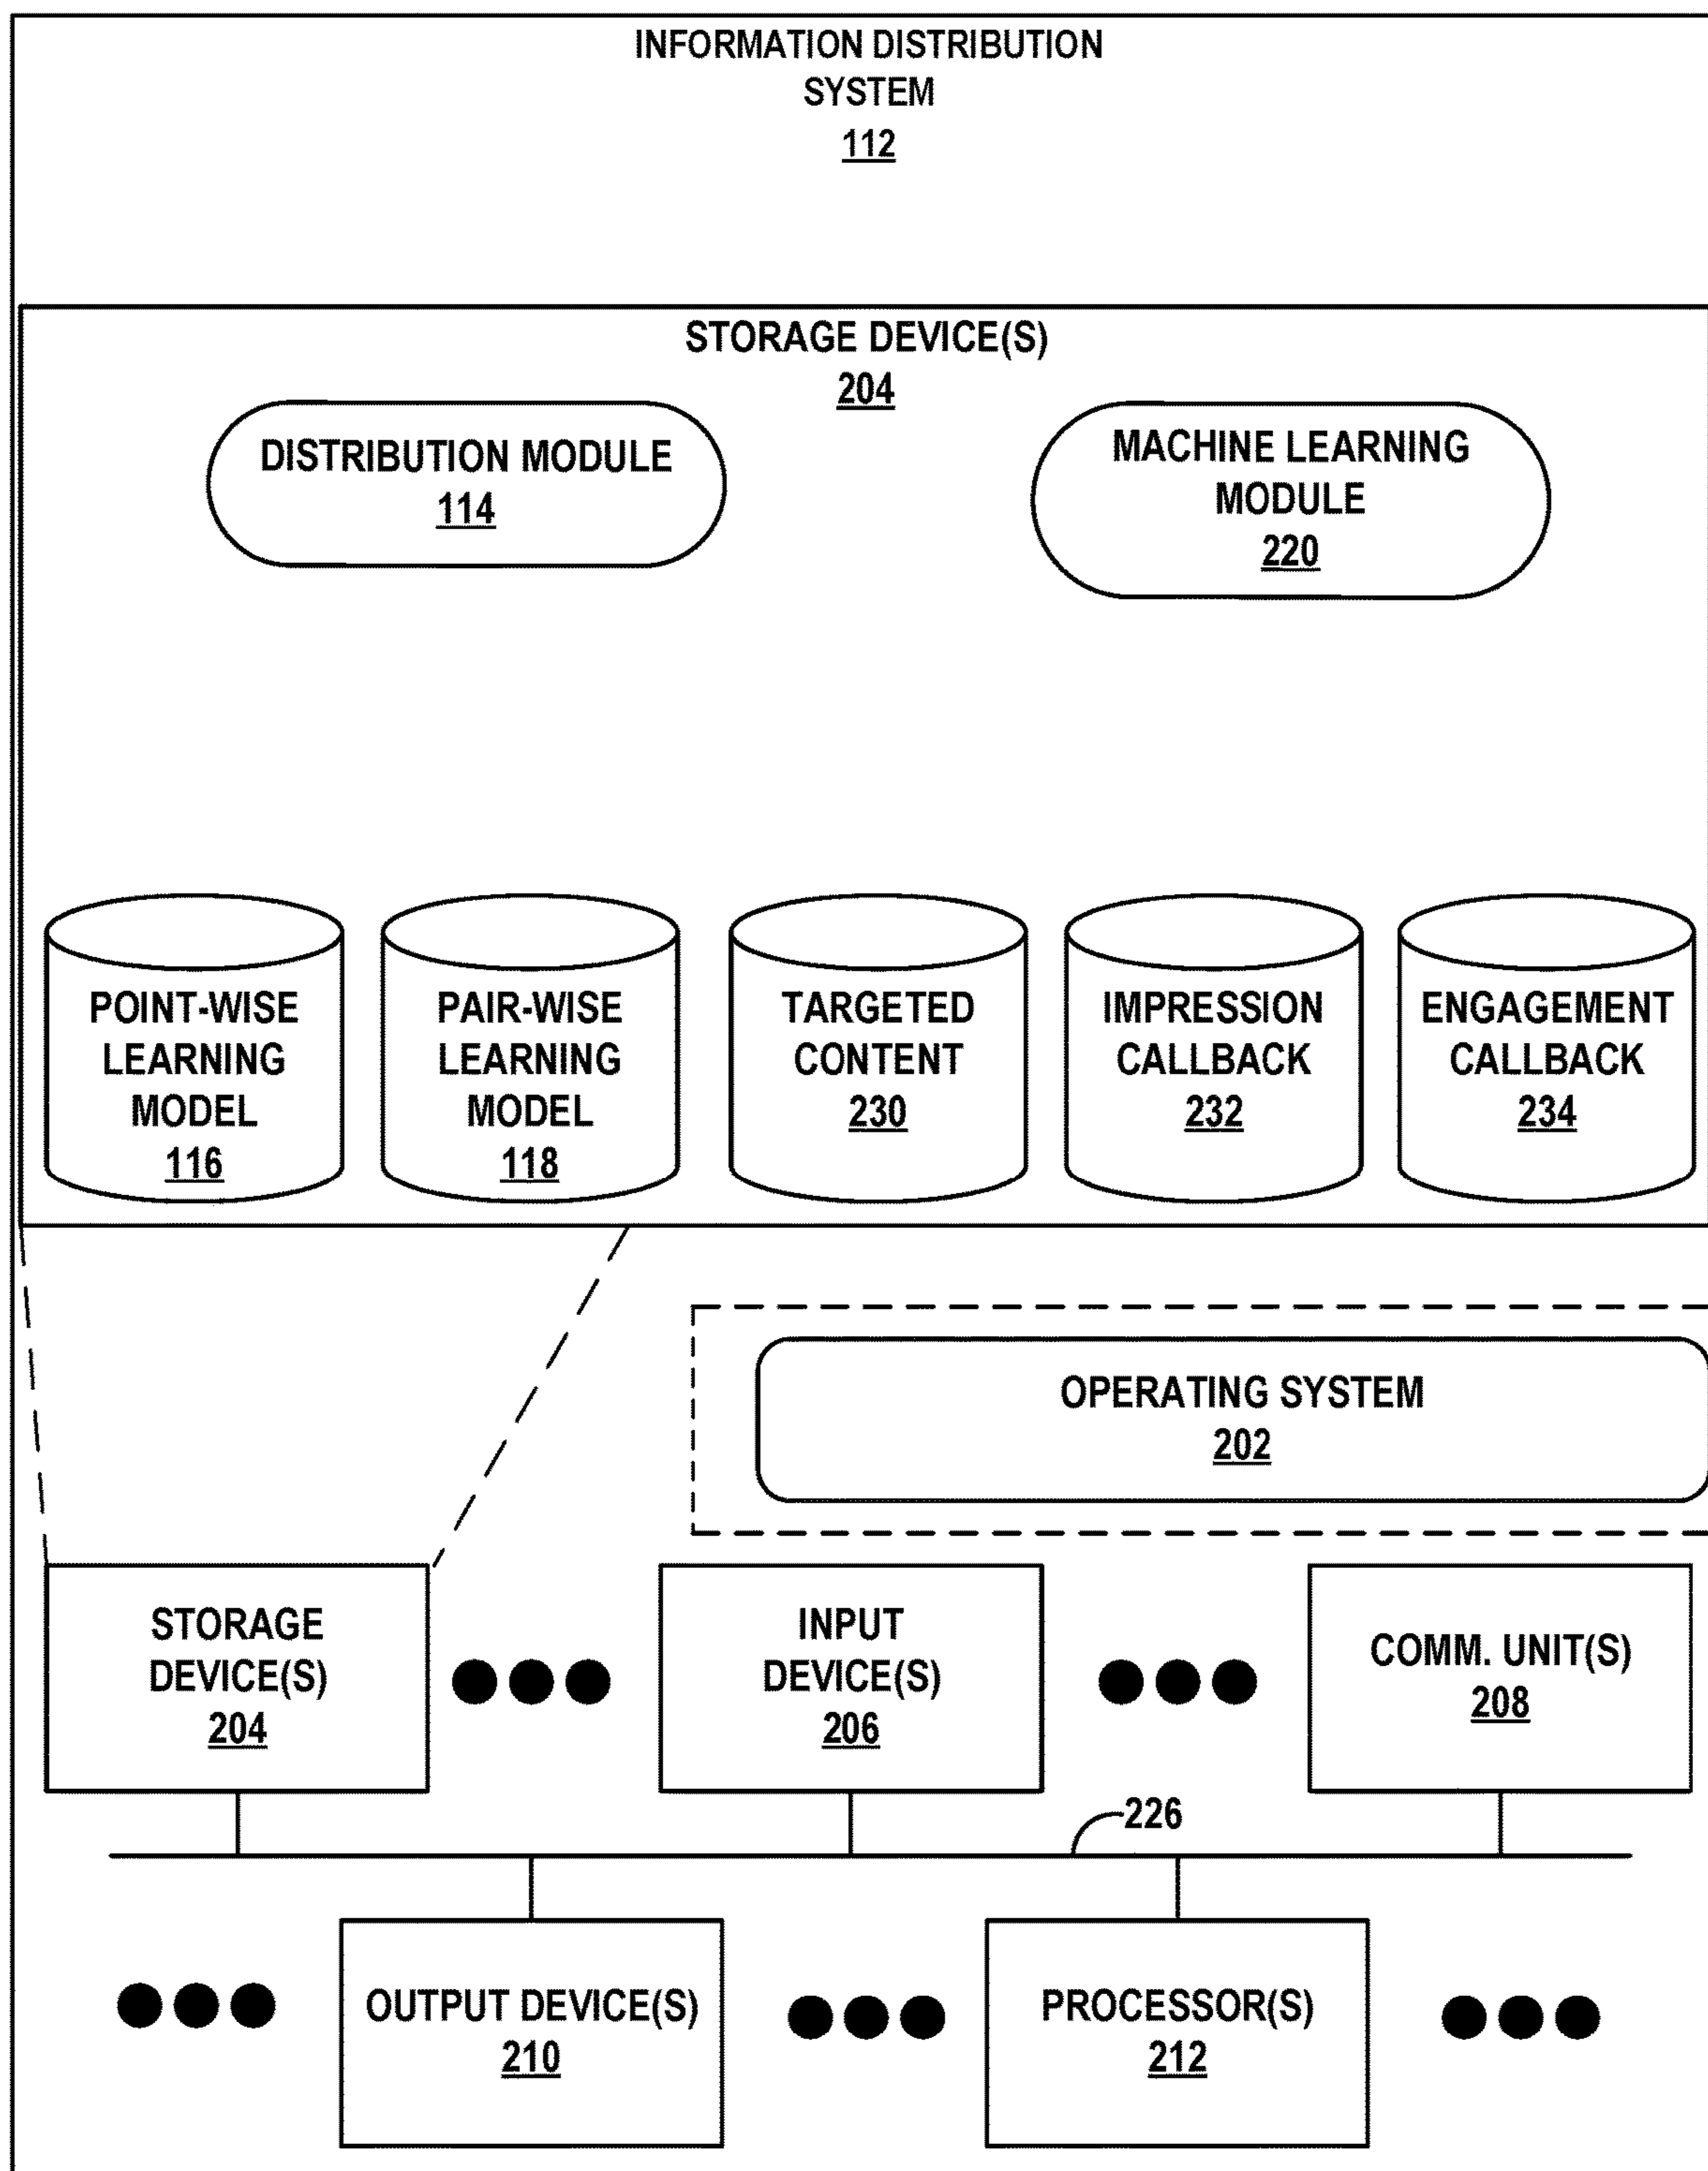 INFORMATION DISTRIBUTION
SYSTEM
112
STORAGE DEVICE(S)
204
DISTRIBUTION MODULE
114
MACHINE LEARNING
MODULE
220
POINT-WISE
LEARNING
MODEL
116
PAIR-WISE
LEARNING
MODEL
118
TARGETED
CONTENT
230
IMPRESSION
CALLBACK
232
ENGAGEMENT
CALLBACK
234
OPERATING SYSTEM
202
STORAGE
DEVICE(S)
204
INPUT
DEVICE(S)
206
COMM. UNIT(S)
208
226
OUTPUT DEVICE(S)
210
PROCESSOR(S)
212